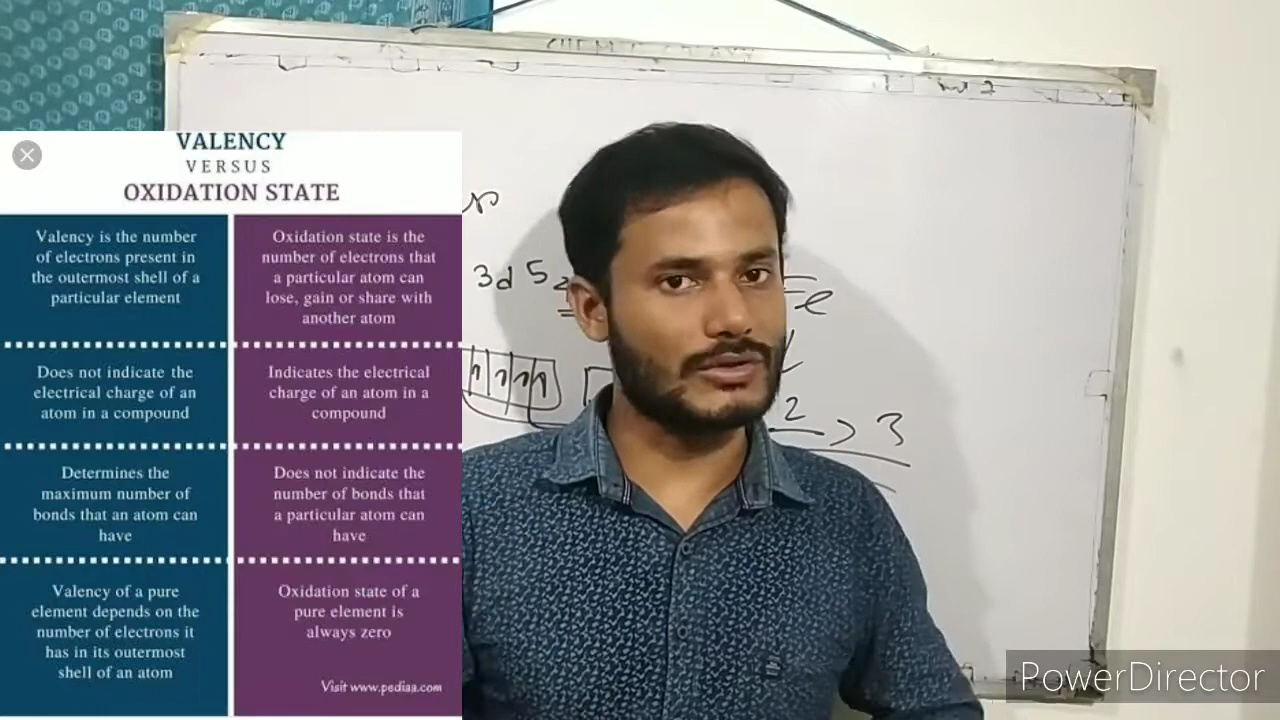 VALENCY
VERSUS
OXIDATION STATE
Valency is the number
of electrons present in
the outermost shell of a
particular element
Oxidation state is the
number of electrons that
a particular atom can
lose, gain or share with
another atom
Does not indicate the
electrical charge of an
atom in a compound
Indicates the electrical
charge of an atom in a
compound
Determines the
maximum number of
bonds that an atom can
have
Does not indicate the
number of bonds that
a particular atom can
have
Valency of a pure
element depends on the
number of electrons it
has in its outermost
shell of an atom
Oxidation state of a
pure element is
always zero
Visit www.pediaa.com
3d 5
e
2
3
PowerDirector